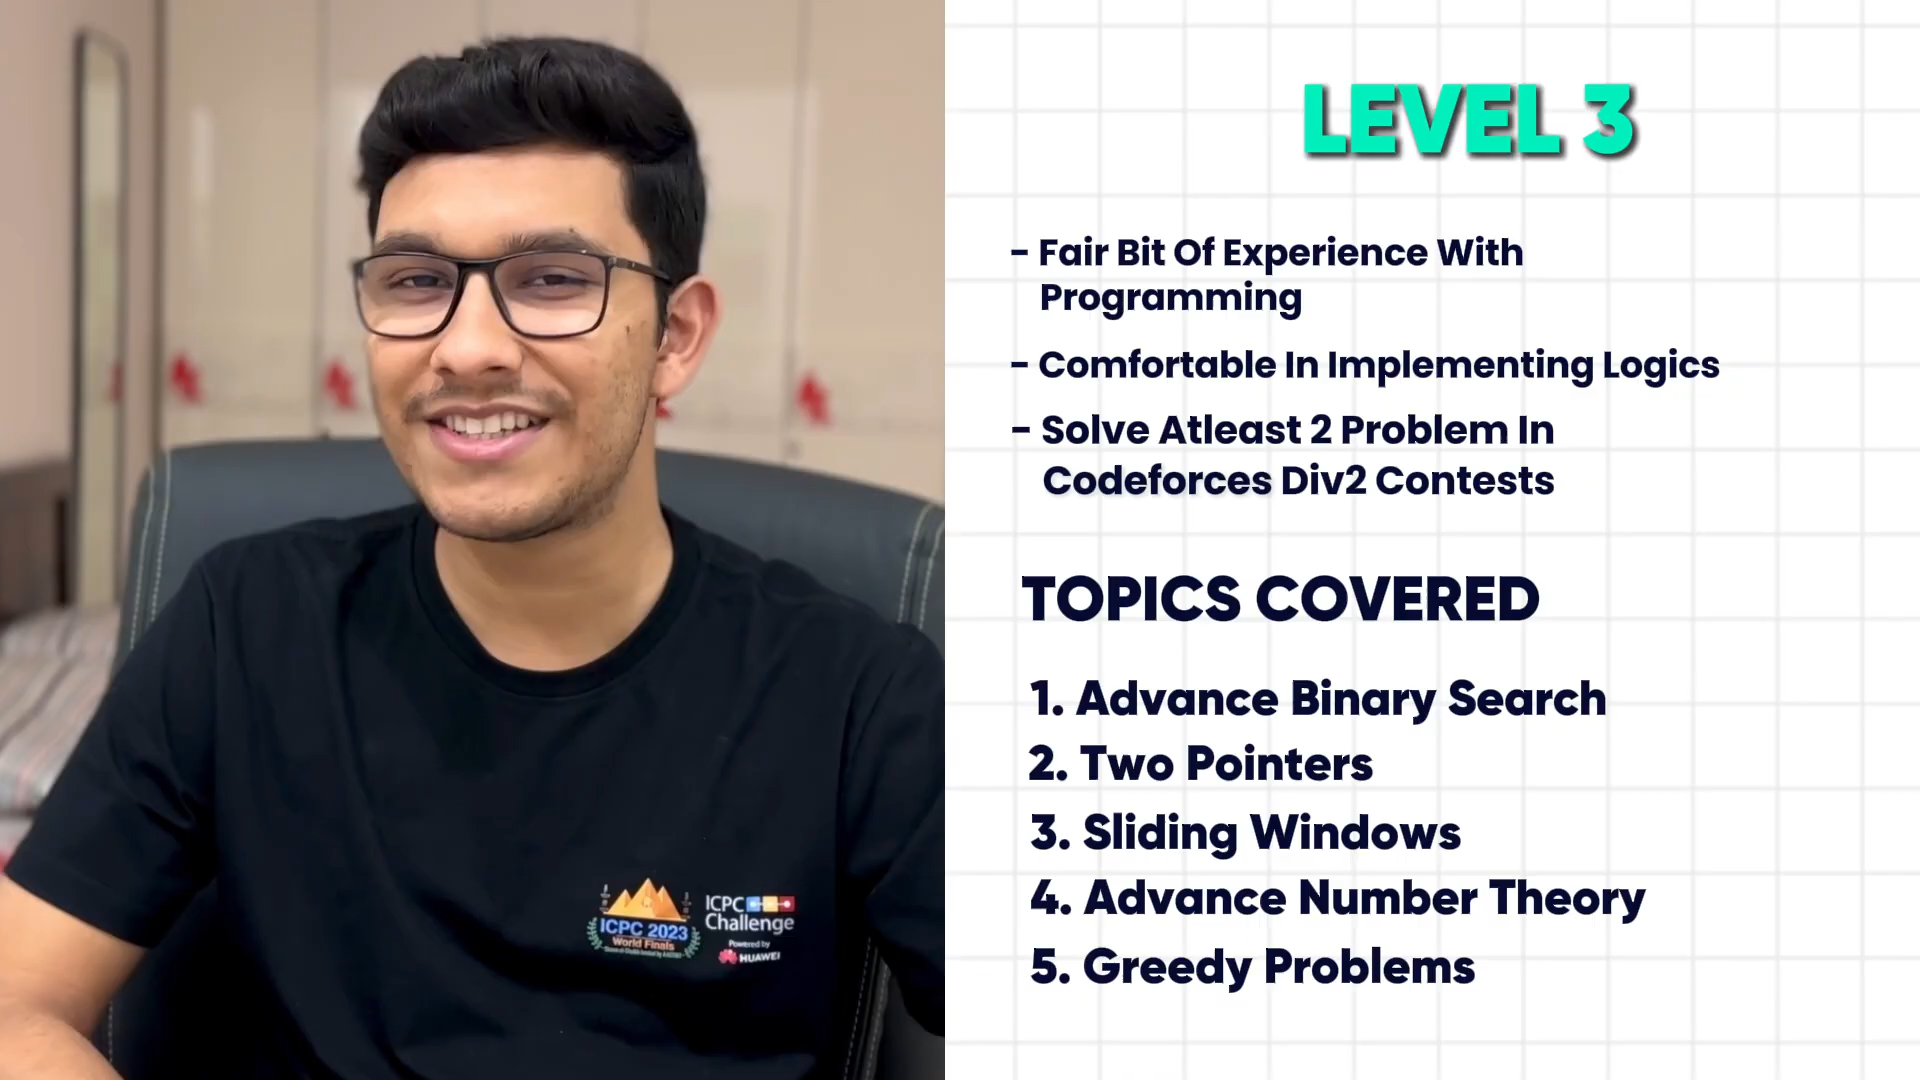 LEVEL 3
- Fair Bit Of Experience With
Programming
- Comfortable In Implementing Logics
- Solve Atleast 2 Problem In
Codeforces Div2 Contests
TOPICS COVERED
1. Advance Binary Search
2. Two Pointers
3. Sliding Windows
4. Advance Number Theory
5. Greedy Problems
ICPC 2023
World Finals
ICPC
Challenge
Powered by
HUAWEI